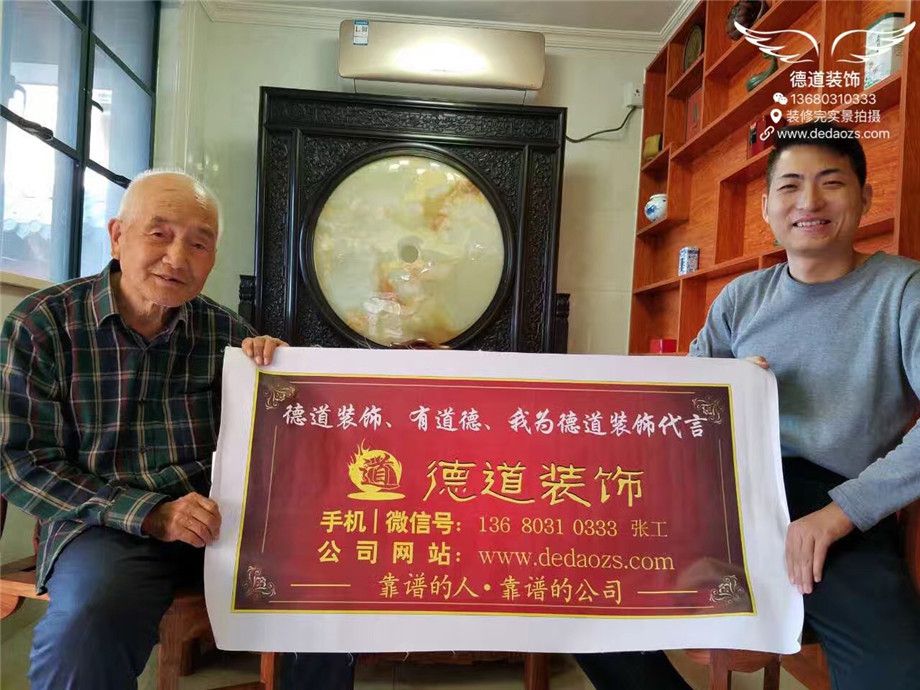 德道装饰
13680310333
装修完实景拍摄
www.dedaozs.com
德道装饰、有道德、我为德道装饰代言
道 德道装饰
手机|微信号：136 8031 0333 张工
公司网站：www.dedaozs.com
靠谱的人·靠谱的公司